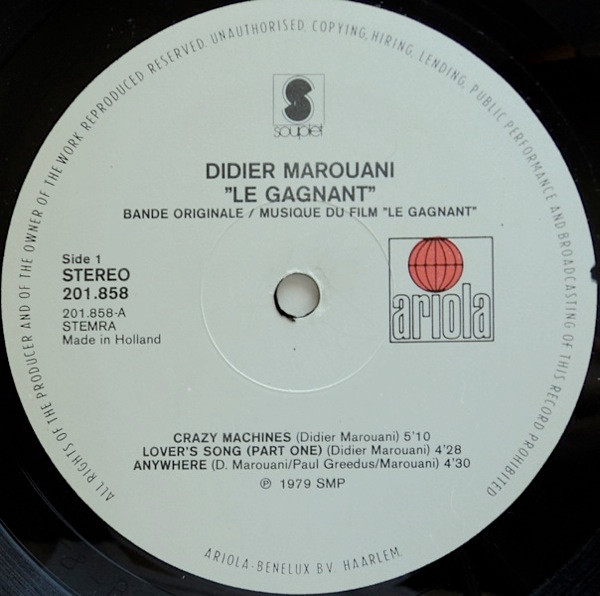 ALL RIGHTS OF THE PRODUCER AND OF THE OWNER OF THE WORK REPRODUCED RESERVED. UNAUTHORISED, COPYING, HIRING, LENDING, PUBLIC PERFORMANCE AND BROADCASTING OF THIS RECORD PROHIBITED
S
souplet
DIDIER MAROUANI
"LE GAGNANT"
BANDE ORIGINALE / MUSIQUE DU FILM "LE GAGNANT"
Side 1
STEREO
201.858
201.858-A
STEMRA
Made in Holland
ariola
CRAZY MACHINES (Didier Marouani) 5'10
LOVER'S SONG (PART ONE) (Didier Marouani) 4'28
ANYWHERE (D. Marouani/Paul Greedus/Marouani) 4'30
℗ 1979 SMP
ARIOLA-BENELUX B.V. HAARLEM.